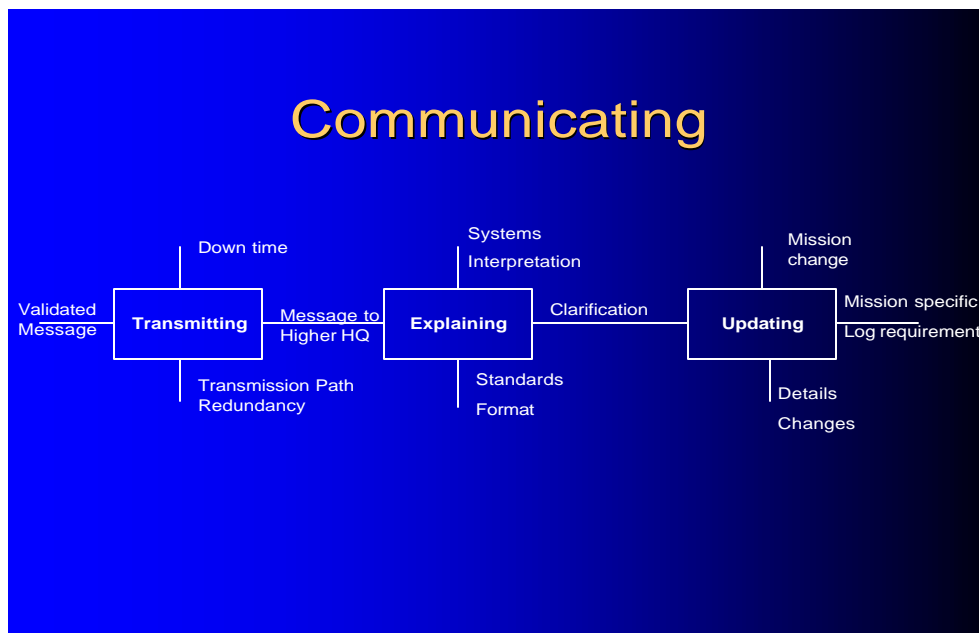 Communicating
Systems
Interpretation
Mission
change
Down time
Validated
Message
Transmitting
Message to
Higher HQ
Explaining
Clarification
Updating
Mission specific
Log requirement
Transmission Path
Redundancy
Standards
Format
Details
Changes